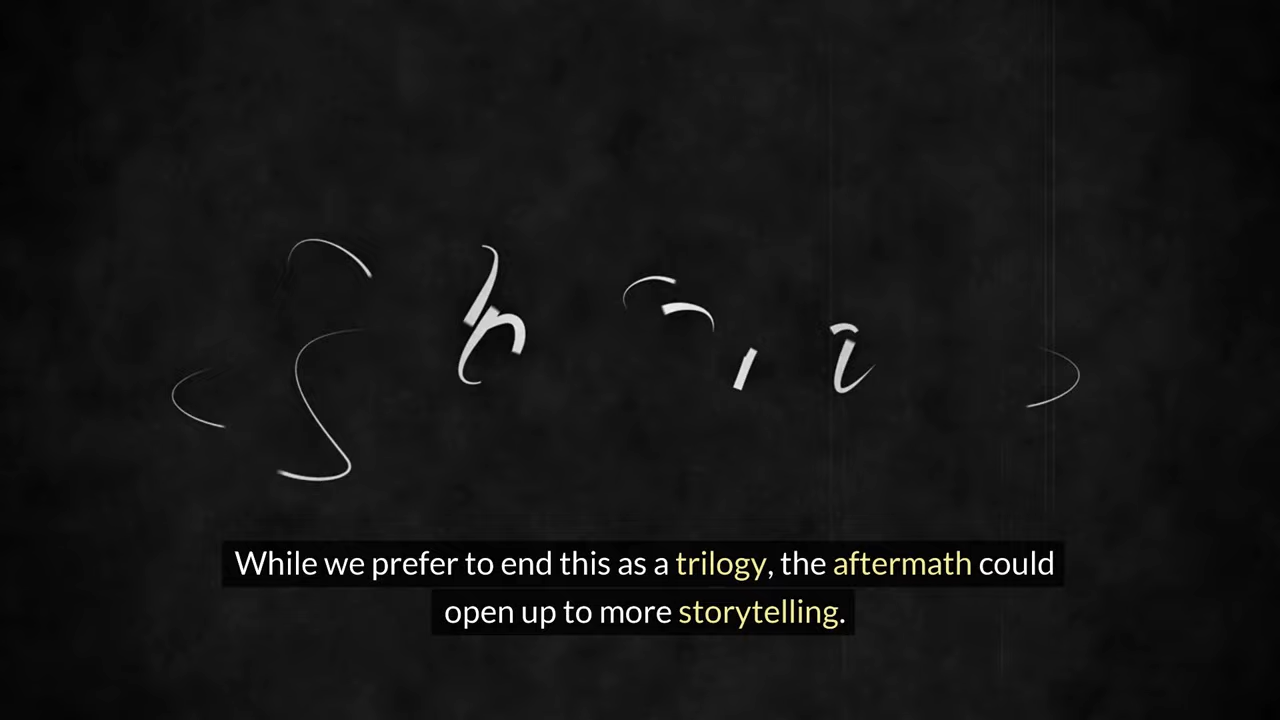 While we prefer to end this as a trilogy, the aftermath could
open up to more storytelling.